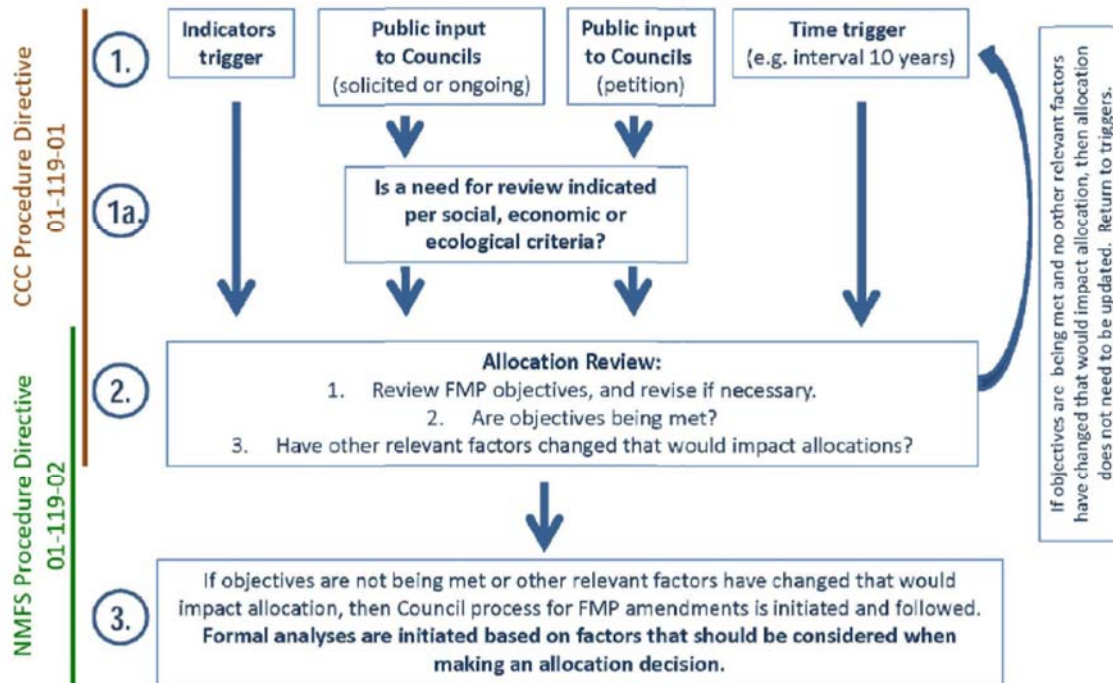 CCC Procedure Directive
01-119-01
NMFS Procedure Directive
01-119-02
1.
Indicators
trigger
Public input
to Councils
(solicited or ongoing)
Public input
to Councils
(petition)
Time trigger
(e.g. interval 10 years)
1a.
Is a need for review indicated
per social, economic or
ecological criteria?
2.
Allocation Review:
1. Review FMP objectives, and revise if necessary.
2. Are objectives being met?
3. Have other relevant factors changed that would impact allocations?
3.
If objectives are not being met or other relevant factors have changed that would
impact allocation, then Council process for FMP amendments is initiated and followed.
Formal analyses are initiated based on factors that should be considered when
making an allocation decision.
If objectives are being met and no other relevant factors
have changed that would impact allocation, then allocation
does not need to be updated. Return to triggers.